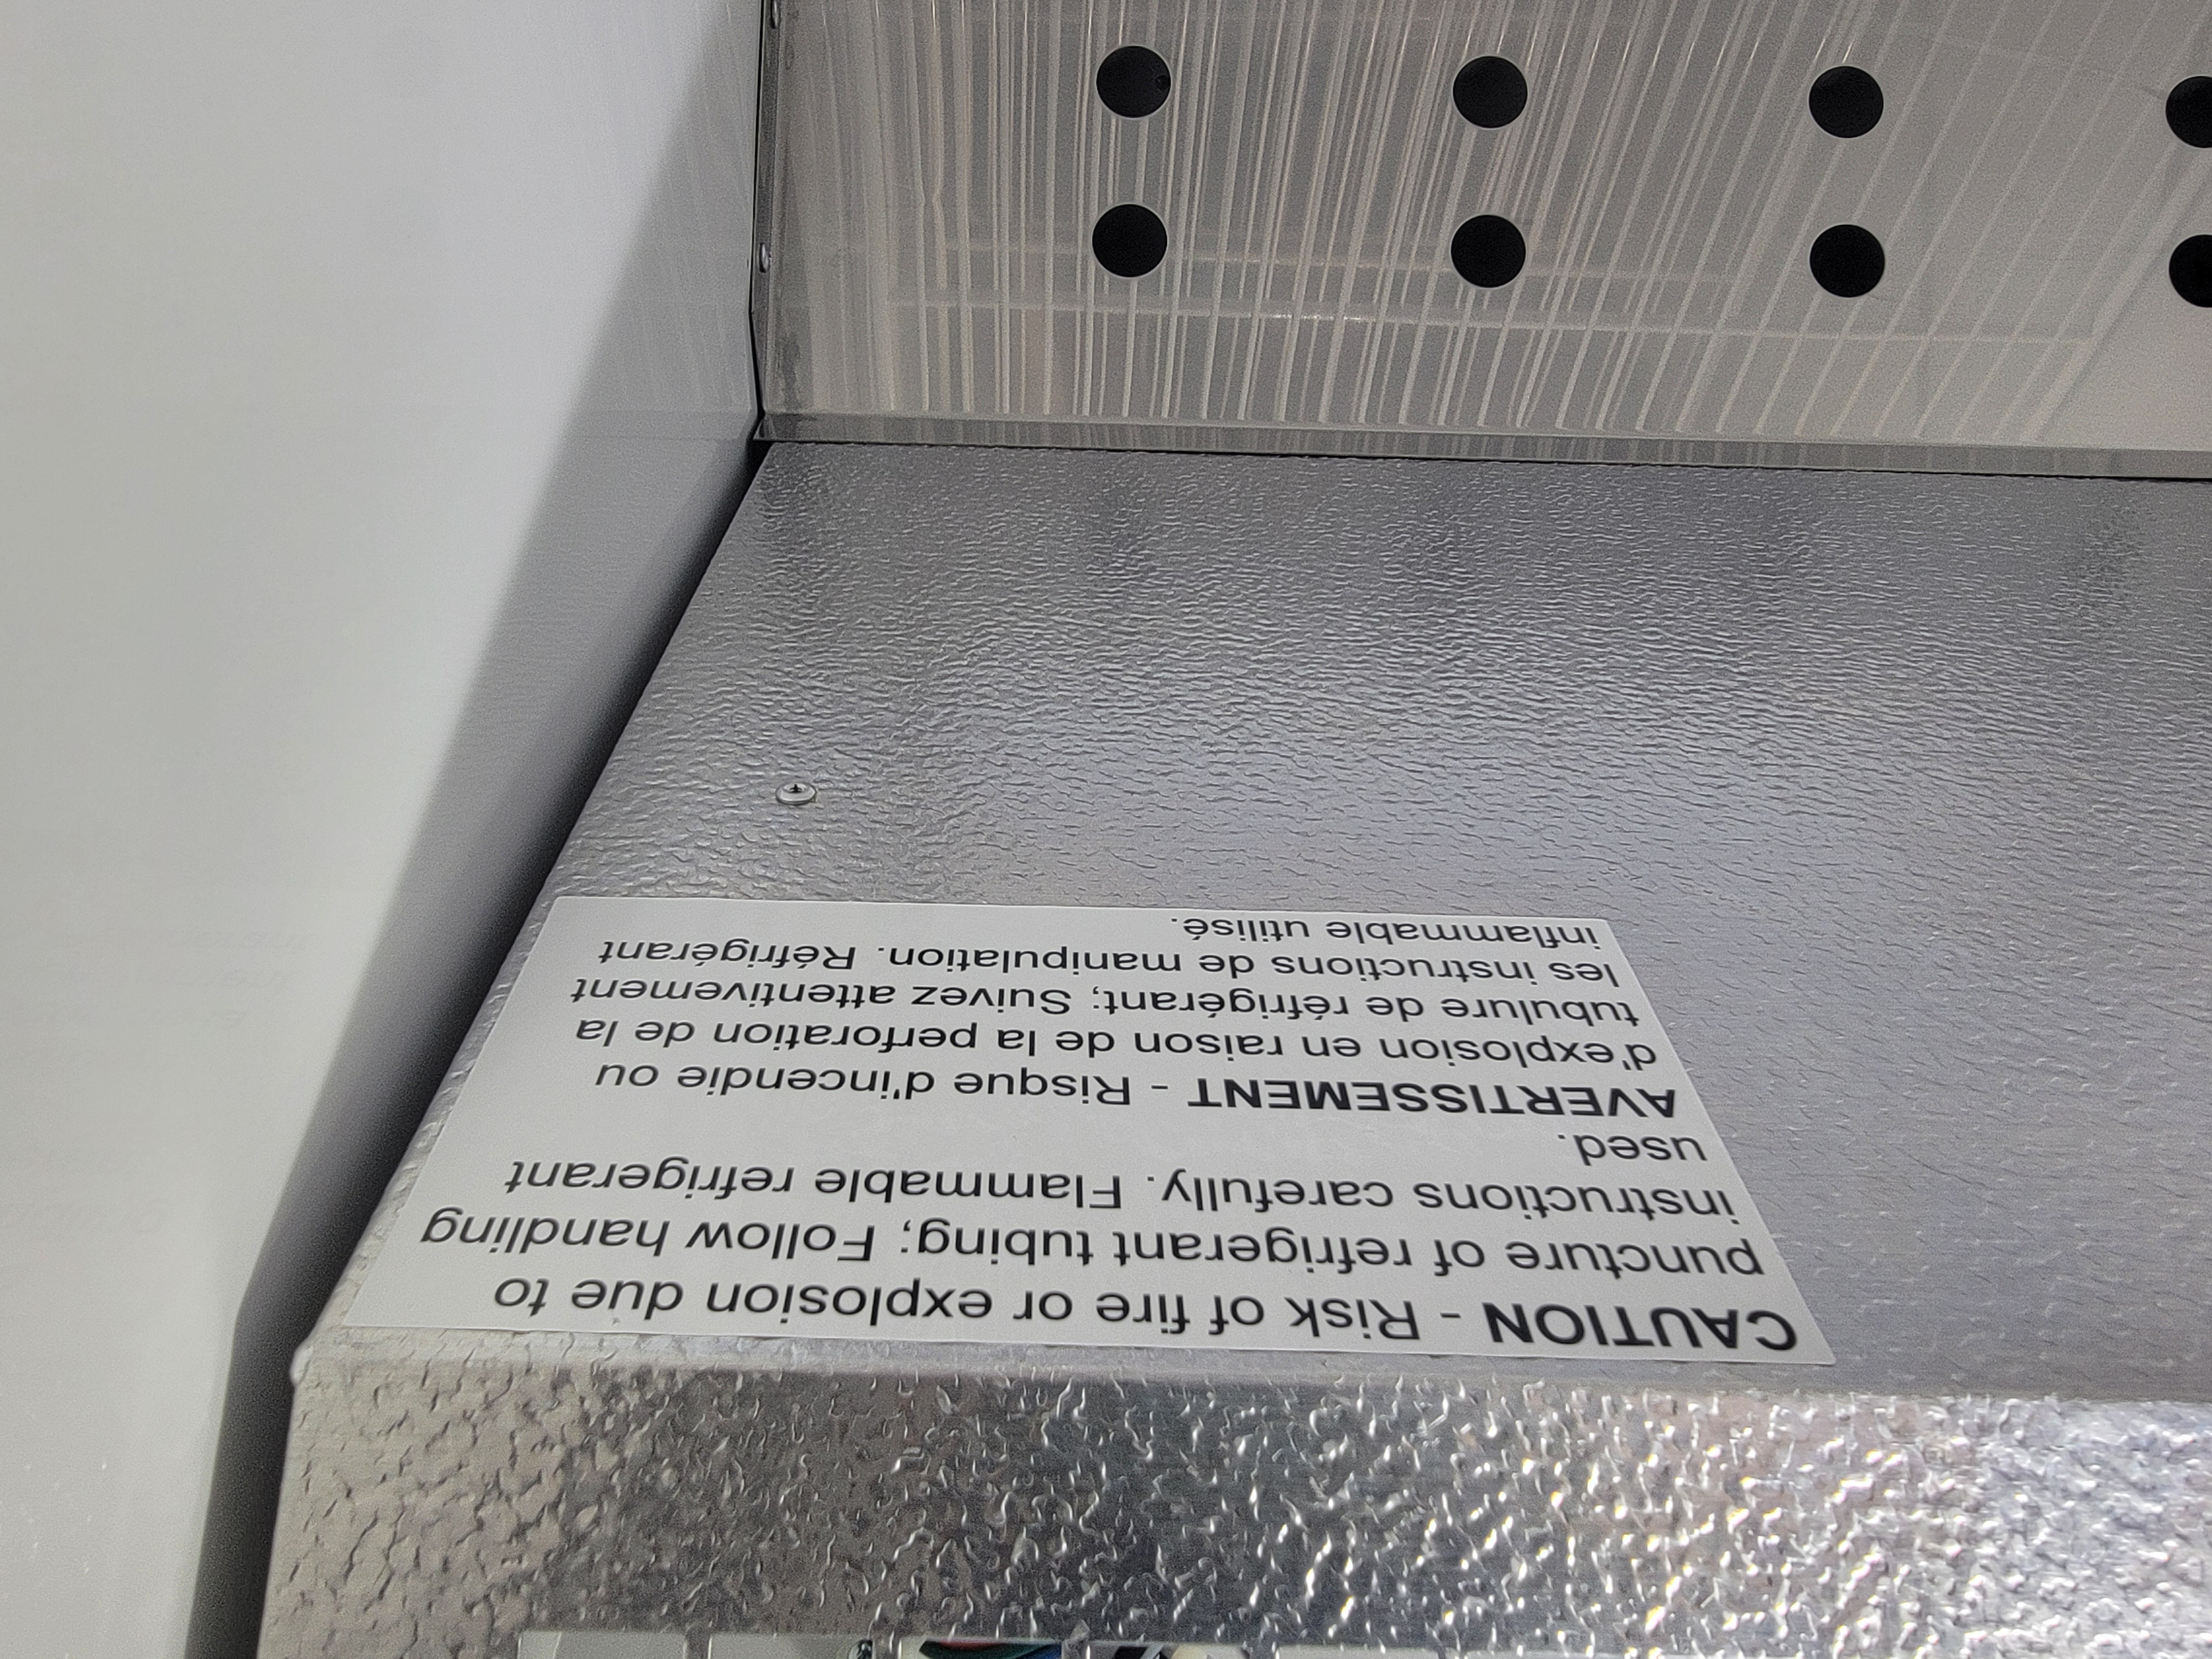 CAUTION - Risk of fire or explosion due to
puncture of refrigerant tubing; Follow handling
instructions carefully. Flammable refrigerant
used.
AVERTISSEMENT - Risque d'incendie ou
d'explosion en raison de la perforation de la
tubulure de réfrigérant; Suivez attentivement
les instructions de manipulation. Réfrigérant
inflammable utilisé.